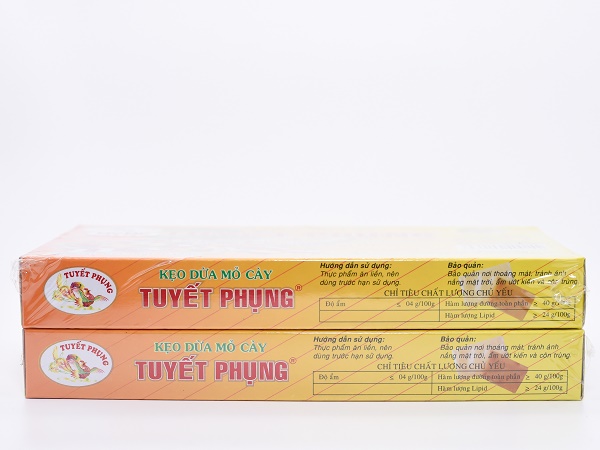 TUYẾT PHỤNG
KẸO DỪA MỎ CÀY
TUYẾT PHỤNG®
Hướng dẫn sử dụng:
Thực phẩm ăn liền, nên
dùng trước hạn sử dụng.
Bảo quản:
Bảo quản nơi thoáng mát, tránh ánh
nắng mặt trời, ẩm ướt kiến và côn trùng
CHỈ TIÊU CHẤT LƯỢNG CHỦ YẾU
Độ ẩm ≤ 04 g/100g Hàm lượng đường toàn phần ≥ 40 g/100g
Hàm lượng Lipid ≥ 24 g/100g
TUYẾT PHỤNG
KẸO DỪA MỎ CÀY
TUYẾT PHỤNG®
Hướng dẫn sử dụng:
Thực phẩm ăn liền, nên
dùng trước hạn sử dụng.
Bảo quản:
Bảo quản nơi thoáng mát, tránh ánh
nắng mặt trời, ẩm ướt kiến và côn trùng
CHỈ TIÊU CHẤT LƯỢNG CHỦ YẾU
Độ ẩm ≤ 04 g/100g Hàm lượng đường toàn phần ≥ 40 g/100g
Hàm lượng Lipid ≥ 24 g/100g